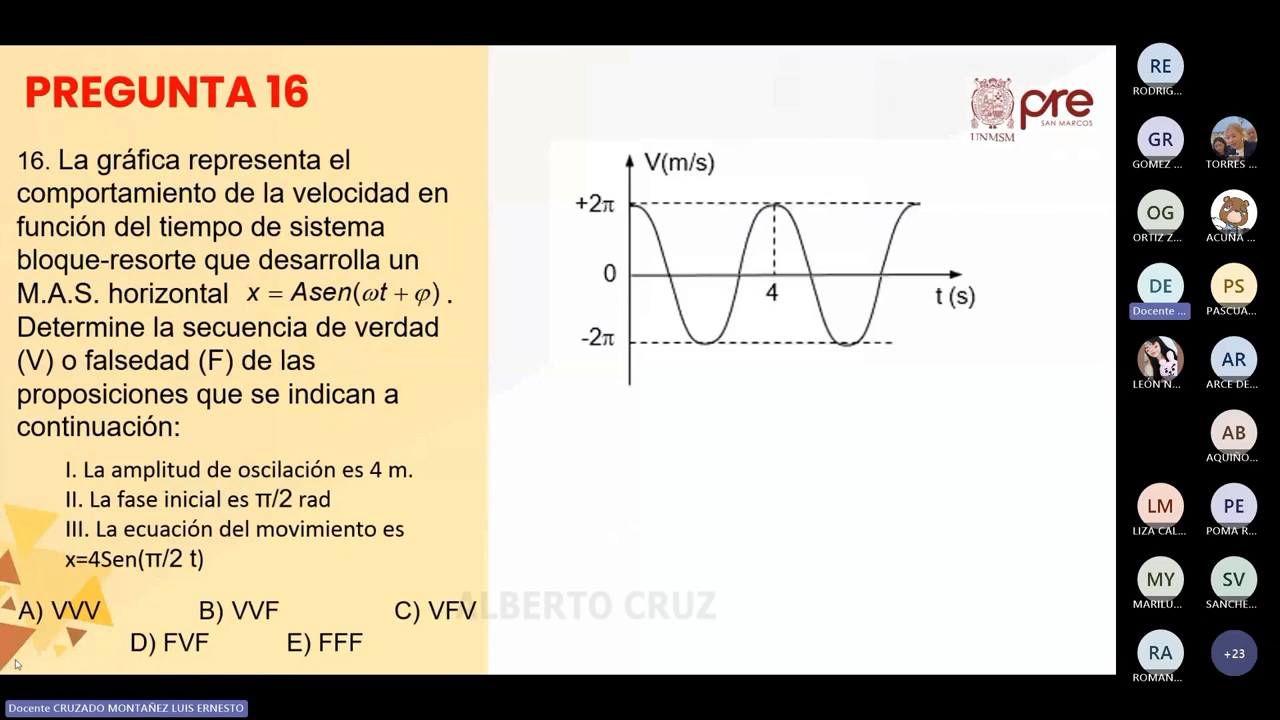 PREGUNTA 16
16. La gráfica representa el
comportamiento de la velocidad en
función del tiempo de sistema
bloque-resorte que desarrolla un
M.A.S. horizontal x = Asen(ωt + φ) .
Determine la secuencia de verdad
(V) o falsedad (F) de las
proposiciones que se indican a
continuación:
I. La amplitud de oscilación es 4 m.
II. La fase inicial es π/2 rad
III. La ecuación del movimiento es
x=4Sen(π/2 t)
A) VVV B) VVF C) VFV
D) FVF E) FFF
UNMSM
pre
SAN MARCOS
V(m/s)
+2π
0
4
t (s)
-2π
ALBERTO CRUZ
RE
RODRIG...
GR
GOMEZ ...
TORRES ...
OG
ORTIZ Z...
ACUÑA ...
DE
Docente ...
PS
PASCUA...
LEÓN N...
AR
ARCE DE...
AB
AQUIÑO...
LM
LIZA CAL...
PE
POMA R...
MY
MARILU...
SV
SANCHE...
RA
ROMAN...
+23
Docente CRUZADO MONTAÑEZ LUIS ERNESTO